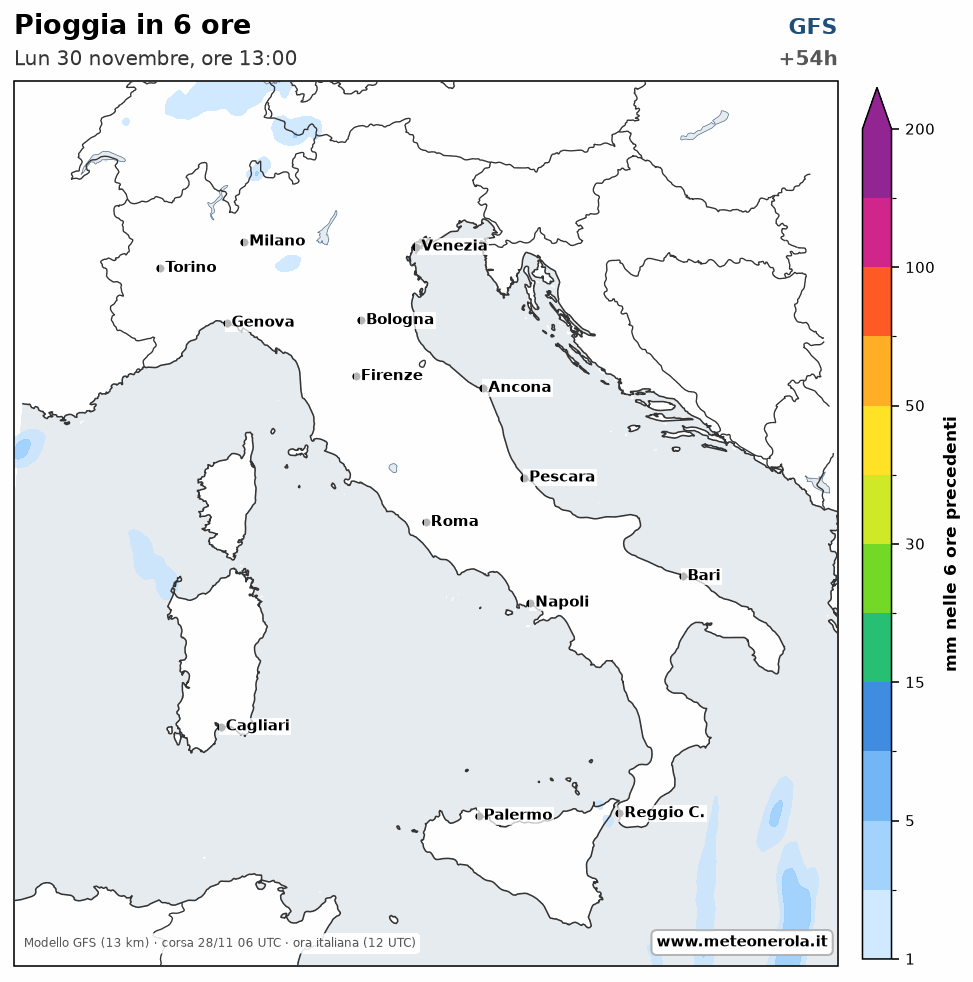 Pioggia in 6 ore
GFS
Lun 30 novembre, ore 13:00
+54h
Milano
Venezia
Torino
Genova
Bologna
Firenze
Ancona
Pescara
Roma
Bari
Napoli
Cagliari
Palermo
Reggio C.
Modello GFS (13 km) · corsa 28/11 06 UTC · ora italiana (12 UTC)
www.meteonerola.it
200
100
50
30
15
5
1
mm nelle 6 ore precedenti